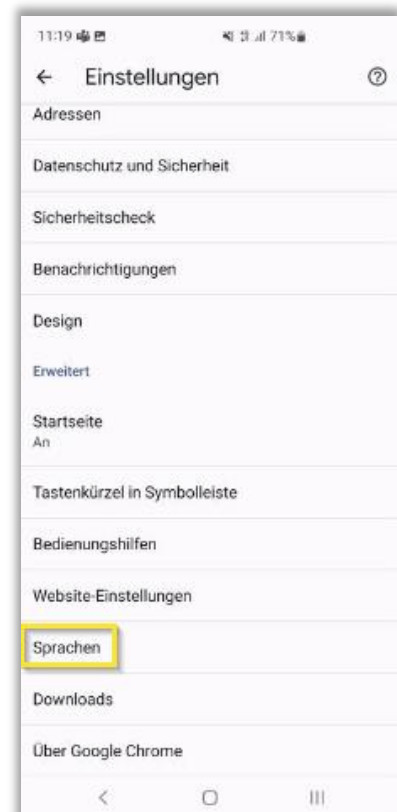 11:19
71%
Einstellungen
Adressen
Datenschutz und Sicherheit
Sicherheitscheck
Benachrichtigungen
Design
Erweitert
Startseite
An
Tastenkürzel in Symbolleiste
Bedienungshilfen
Website-Einstellungen
Sprachen
Downloads
Über Google Chrome